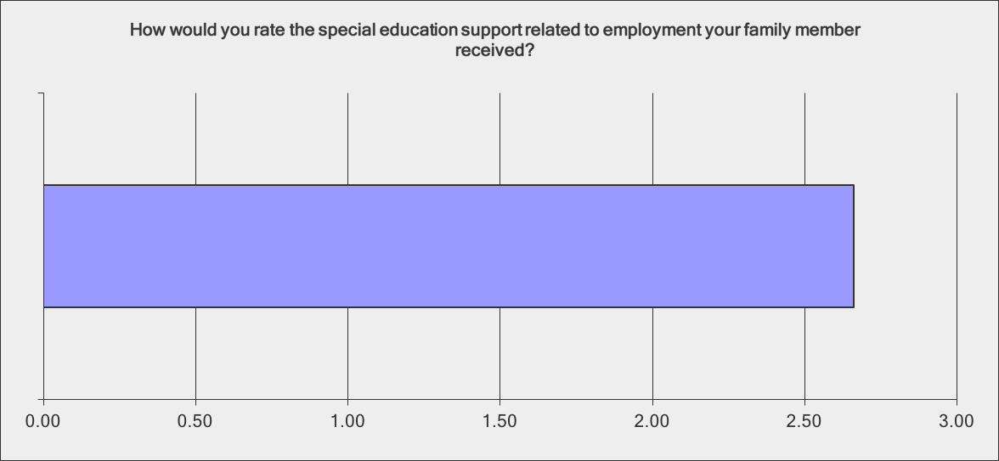 How would you rate the special education support related to employment your family member
received?
0.00 0.50 1.00 1.50 2.00 2.50 3.00